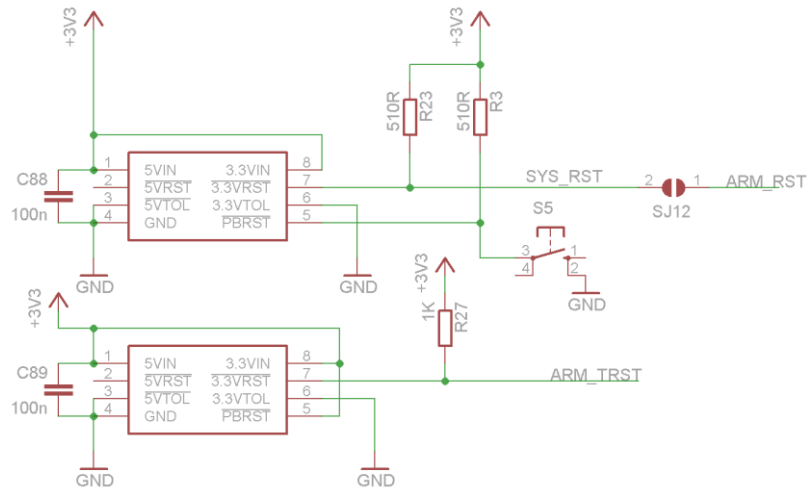 +3V3
+3V3
510R
R23
510R
R3
C88
100n
1 5VIN 3.3VIN 8
2 5VRST 3.3VRST 7
3 5VTOL 3.3VTOL 6
4 GND PBRST 5
SYS_RST
2 1
ARM_RST
SJ12
S5
3 1
4 2
GND
GND
GND
+3V3
+3V3
1K
R27
C89
100n
1 5VIN 3.3VIN 8
2 5VRST 3.3VRST 7
3 5VTOL 3.3VTOL 6
4 GND PBRST 5
ARM_TRST
GND
GND